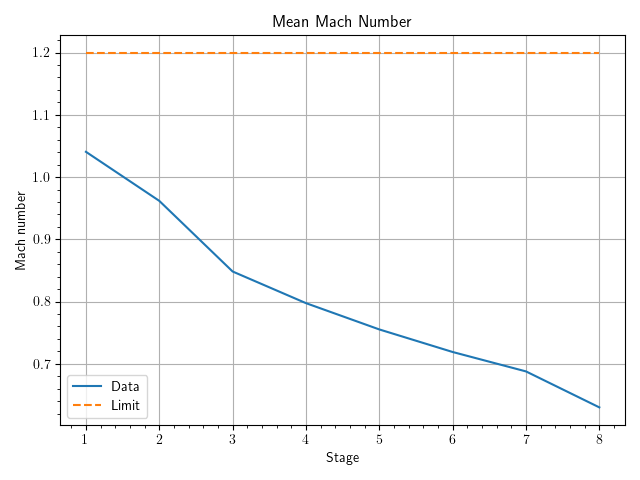 Mean Mach Number
Mach number
1.2
1.1
1.0
0.9
0.8
0.7
Data
Limit
1 2 3 4 5 6 7 8
Stage